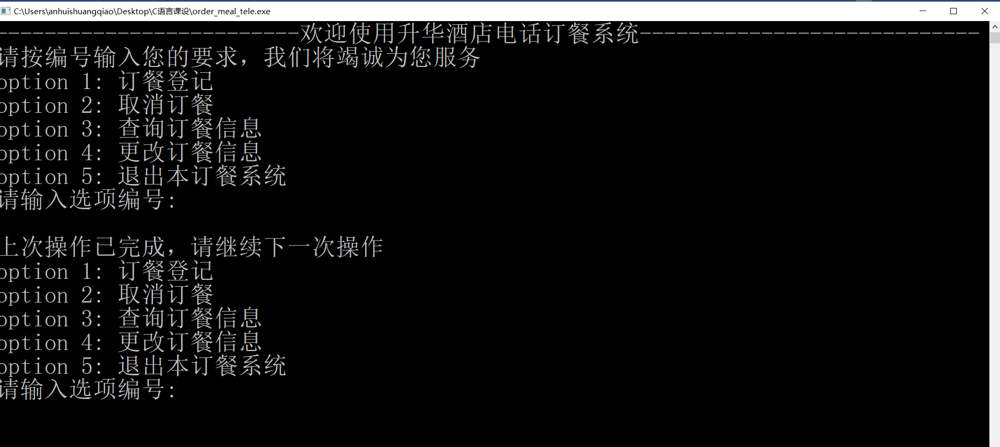 C:\Users\anhuishuangqiao\Desktop\C语言课设\order_meal_tele.exe
-------------------------欢迎使用升华酒店电话订餐系统----------------------------
请按编号输入您的要求，我们将竭诚为您服务
option 1: 订餐登记
option 2: 取消订餐
option 3: 查询订餐信息
option 4: 更改订餐信息
option 5: 退出本订餐系统
请输入选项编号:
上次操作已完成，请继续下一次操作
option 1: 订餐登记
option 2: 取消订餐
option 3: 查询订餐信息
option 4: 更改订餐信息
option 5: 退出本订餐系统
请输入选项编号: